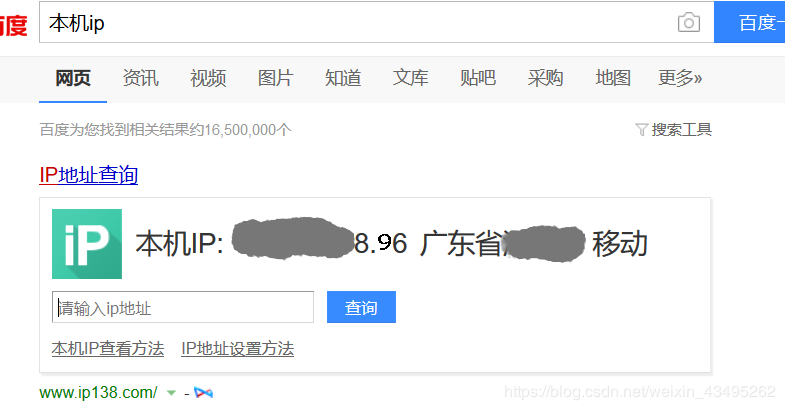 百度 本机ip 百度一
网页 资讯 视频 图片 知道 文库 贴吧 采购 地图 更多»
百度为您找到相关结果约16,500,000个 搜索工具
IP地址查询
iP 本机IP: 8.96 广东省 移动
请输入ip地址 查询
本机IP查看方法 IP地址设置方法
www.ip138.com/ -
https://blog.csdn.net/weixin_43495262